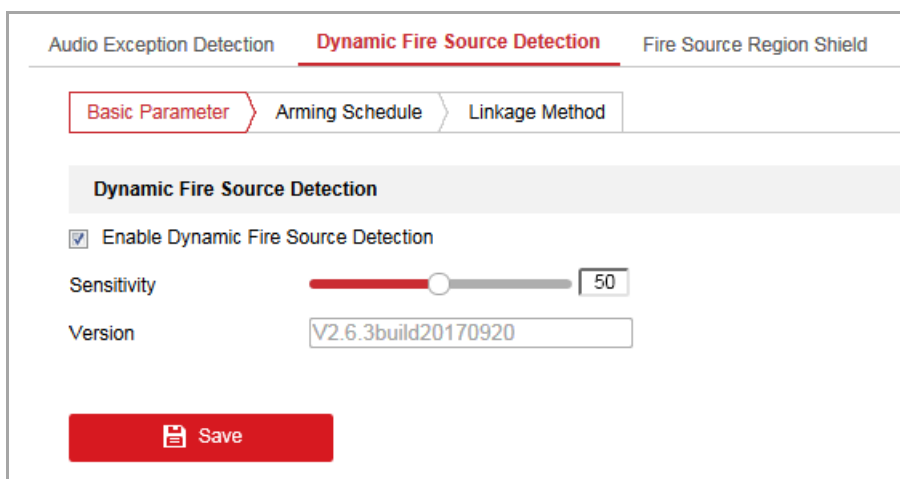 Audio Exception Detection Dynamic Fire Source Detection Fire Source Region Shield
Basic Parameter Arming Schedule Linkage Method
Dynamic Fire Source Detection
Enable Dynamic Fire Source Detection
Sensitivity 50
Version V2.6.3build20170920
Save